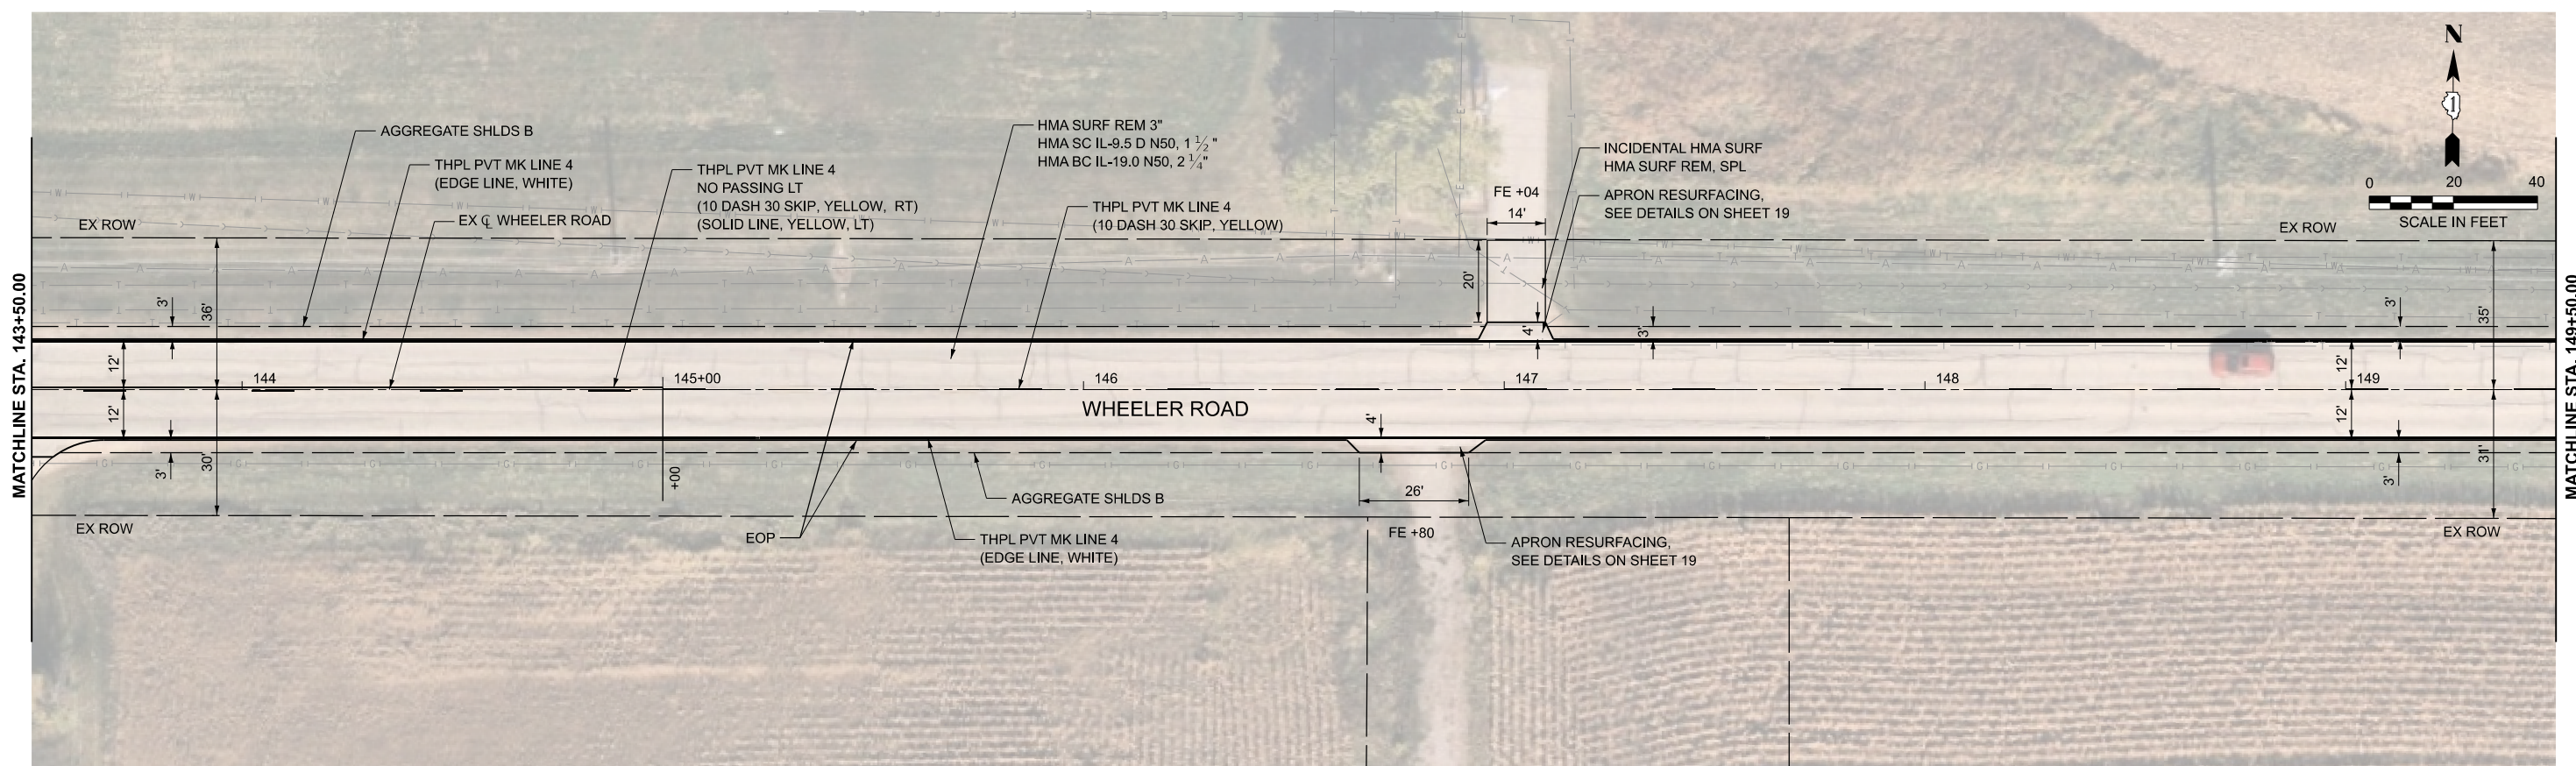 N
1
0 20 40
SCALE IN FEET
AGGREGATE SHLDS B
THPL PVT MK LINE 4
(EDGE LINE, WHITE)
EX ℄ WHEELER ROAD
THPL PVT MK LINE 4
NO PASSING LT
(10 DASH 30 SKIP, YELLOW, RT)
(SOLID LINE, YELLOW, LT)
HMA SURF REM 3"
HMA SC IL-9.5 D N50, 1 1/2"
HMA BC IL-19.0 N50, 2 1/4"
THPL PVT MK LINE 4
(10 DASH 30 SKIP, YELLOW)
INCIDENTAL HMA SURF
HMA SURF REM, SPL
APRON RESURFACING,
SEE DETAILS ON SHEET 19
FE +04
14'
20'
4'
3'
EX ROW
EX ROW
3'
36'
3'
35'
MATCHLINE STA. 143+50.00
MATCHLINE STA. 149+50.00
12'
12'
144
145+00
146
147
148
149
WHEELER ROAD
12'
12'
4'
3'
30'
+00
3'
31'
26'
FE +80
AGGREGATE SHLDS B
EOP
THPL PVT MK LINE 4
(EDGE LINE, WHITE)
APRON RESURFACING,
SEE DETAILS ON SHEET 19
EX ROW
EX ROW